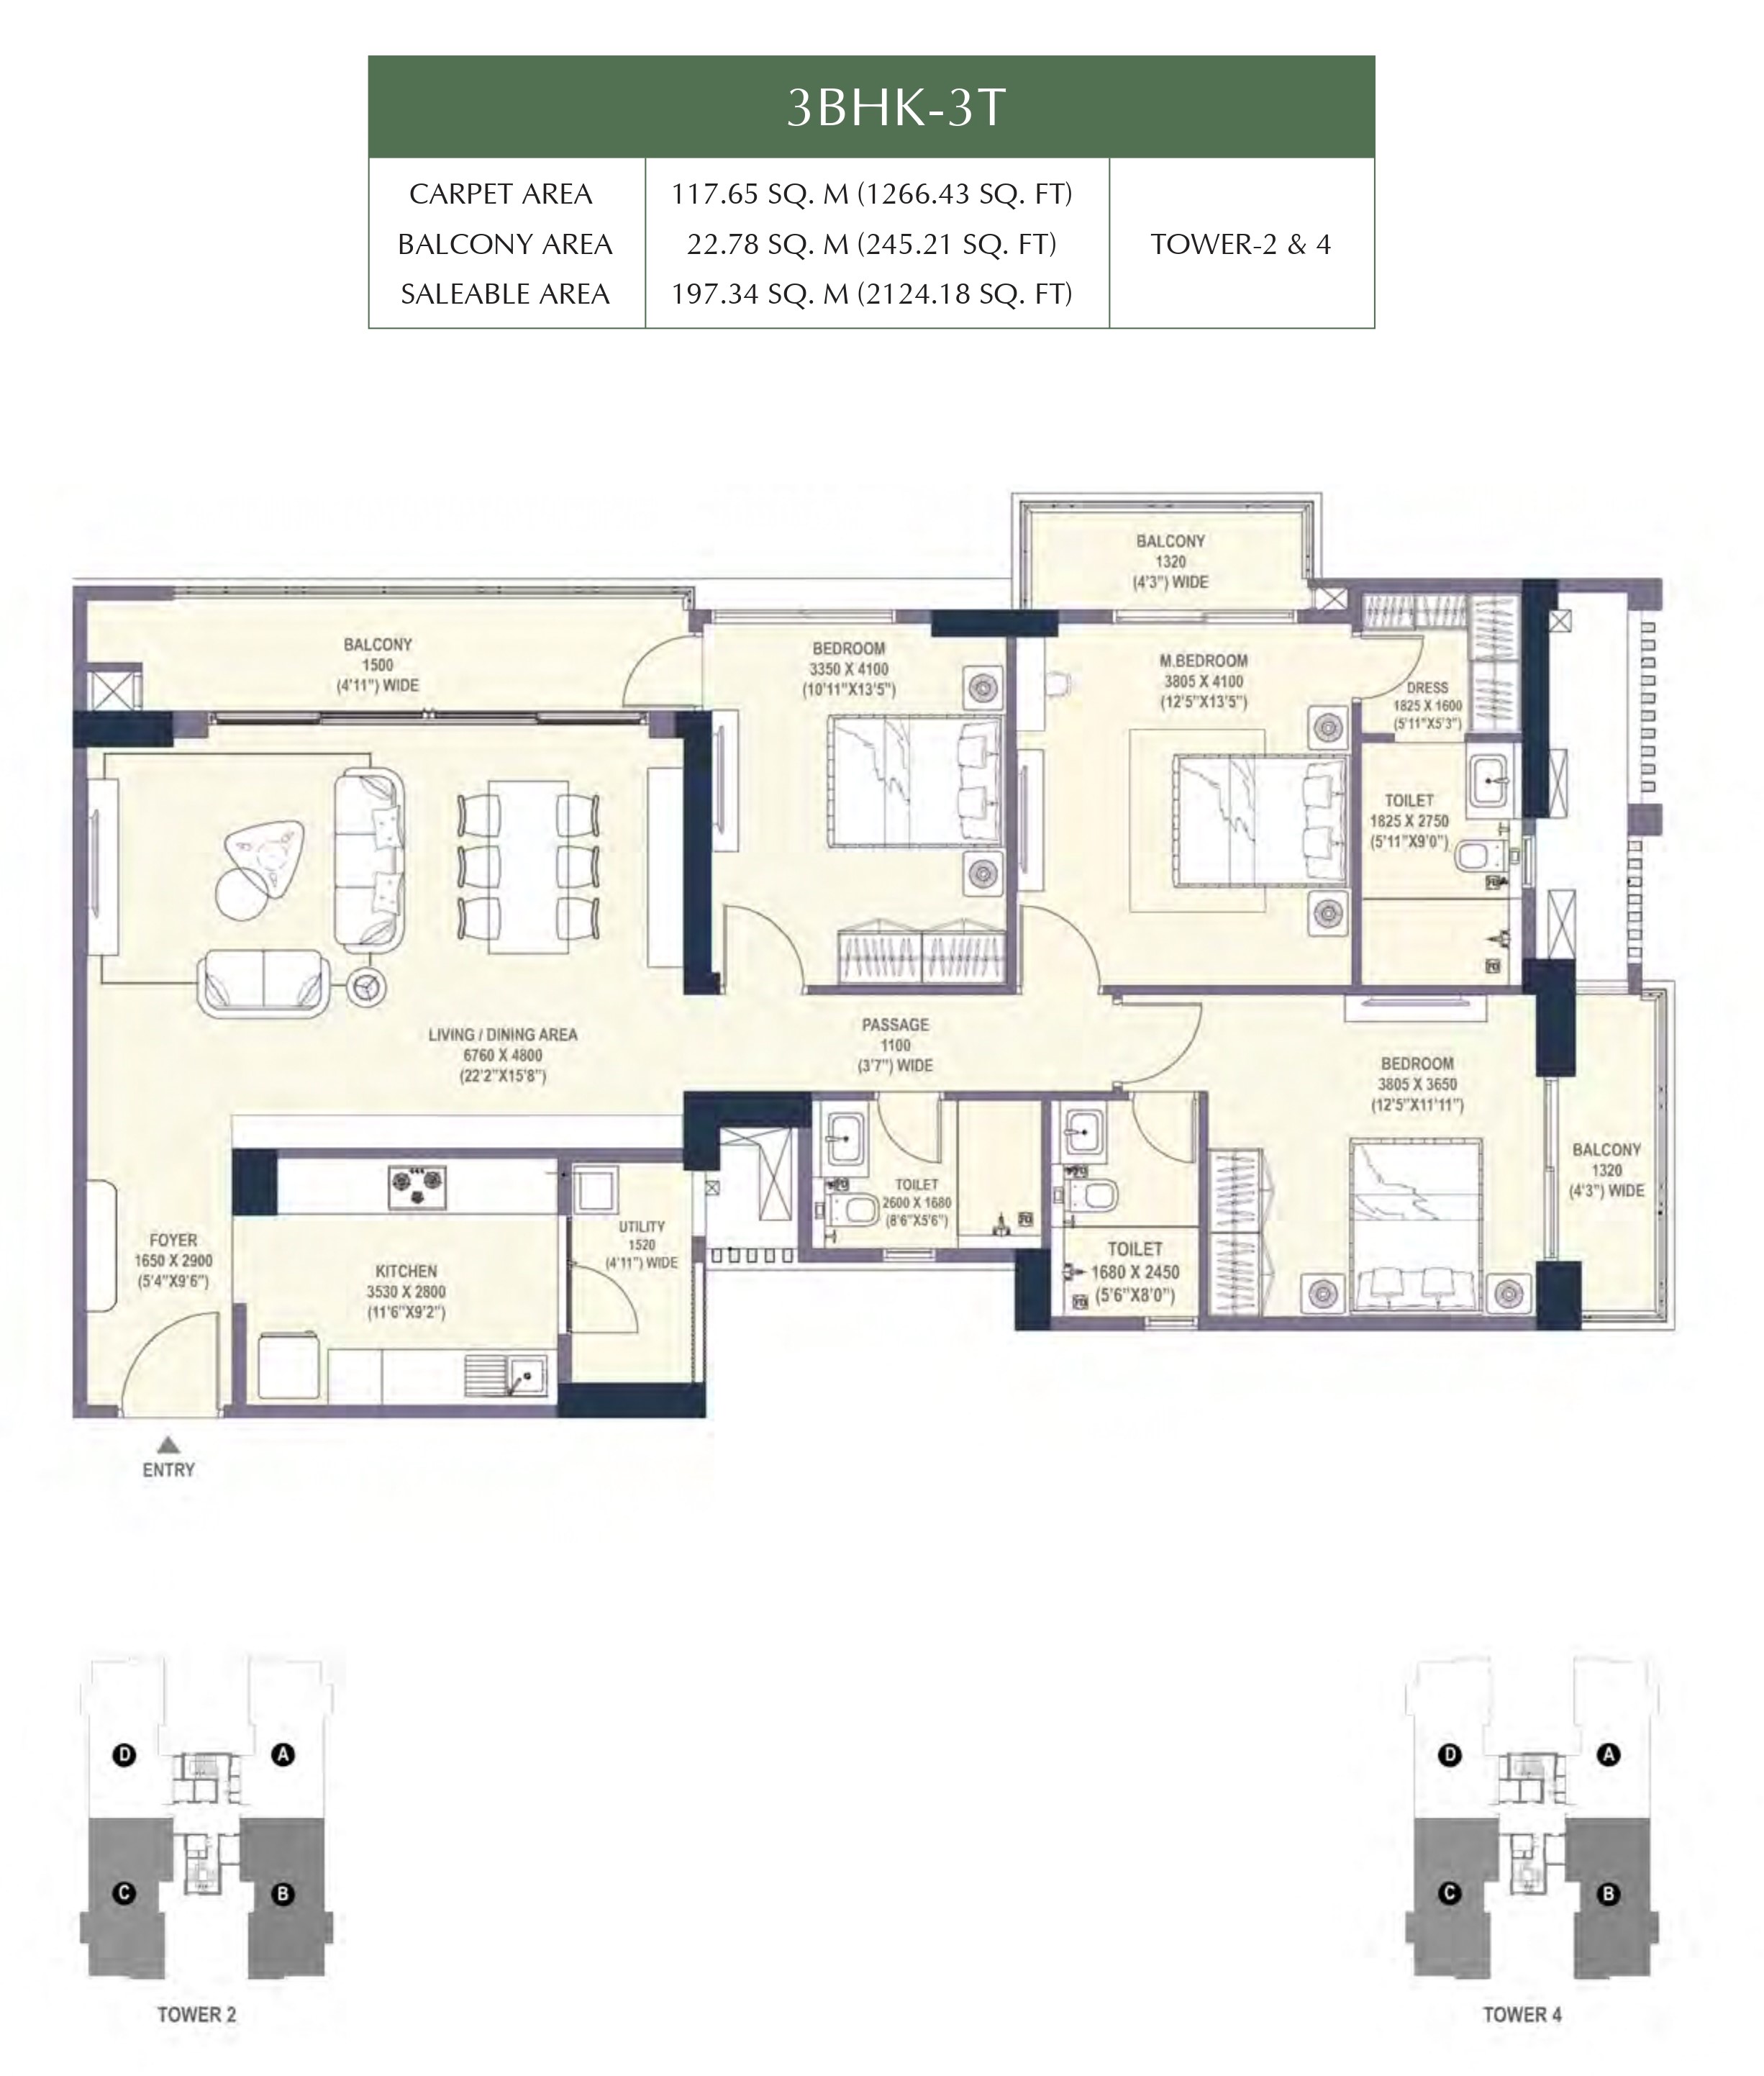 3BHK-3T
CARPET AREA 117.65 SQ. M (1266.43 SQ. FT)
BALCONY AREA 22.78 SQ. M (245.21 SQ. FT) TOWER-2 & 4
SALEABLE AREA 197.34 SQ. M (2124.18 SQ. FT)
BALCONY
1320
(4'3") WIDE
BALCONY
1500
(4'11") WIDE
BEDROOM
3350 X 4100
(10'11"X13'5")
M.BEDROOM
3805 X 4100
(12'5"X13'5")
DRESS
1825 X 1600
(5'11"X5'3")
TOILET
1825 X 2750
(5'11"X9'0")
FD
FD
LIVING / DINING AREA
6760 X 4800
(22'2"X15'8")
PASSAGE
1100
(3'7") WIDE
BEDROOM
3805 X 3650
(12'5"X11'11")
BALCONY
1320
(4'3") WIDE
TOILET
2600 X 1680
(8'6"X5'6")
FD
FD
FD
TOILET
1680 X 2450
(5'6"X8'0")
FD
UTILITY
1520
(4'11") WIDE
FOYER
1650 X 2900
(5'4"X9'6")
KITCHEN
3530 X 2800
(11'6"X9'2")
ENTRY
D A
C B
TOWER 2
D A
C B
TOWER 4